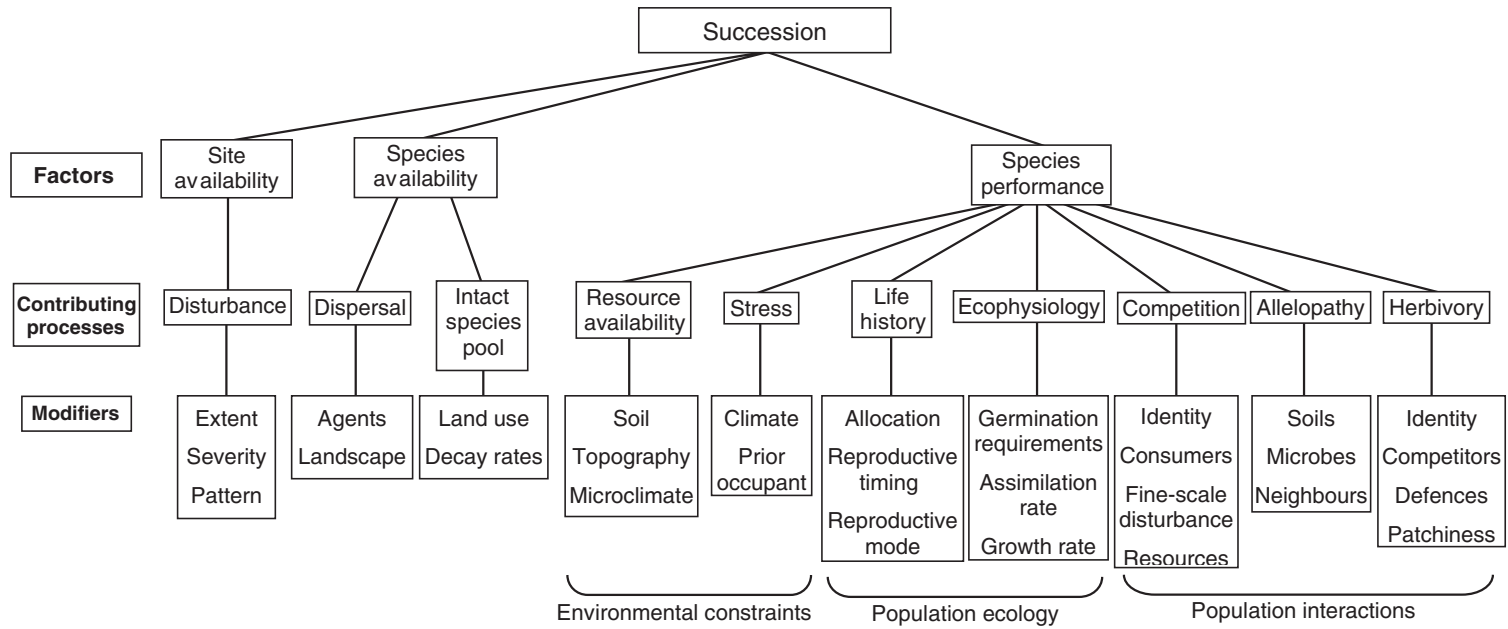 Succession
Factors
Site
availability
Species
availability
Species
performance
Contributing
processes
Disturbance
Dispersal
Intact
species
pool
Resource
availability
Stress
Life
history
Ecophysiology
Competition
Allelopathy
Herbivory
Modifiers
Extent
Severity
Pattern
Agents
Landscape
Land use
Decay rates
Soil
Topography
Microclimate
Climate
Prior
occupant
Allocation
Reproductive
timing
Reproductive
mode
Germination
requirements
Assimilation
rate
Growth rate
Identity
Consumers
Fine-scale
disturbance
Resources
Soils
Microbes
Neighbours
Identity
Competitors
Defences
Patchiness
Environmental constraints
Population ecology
Population interactions